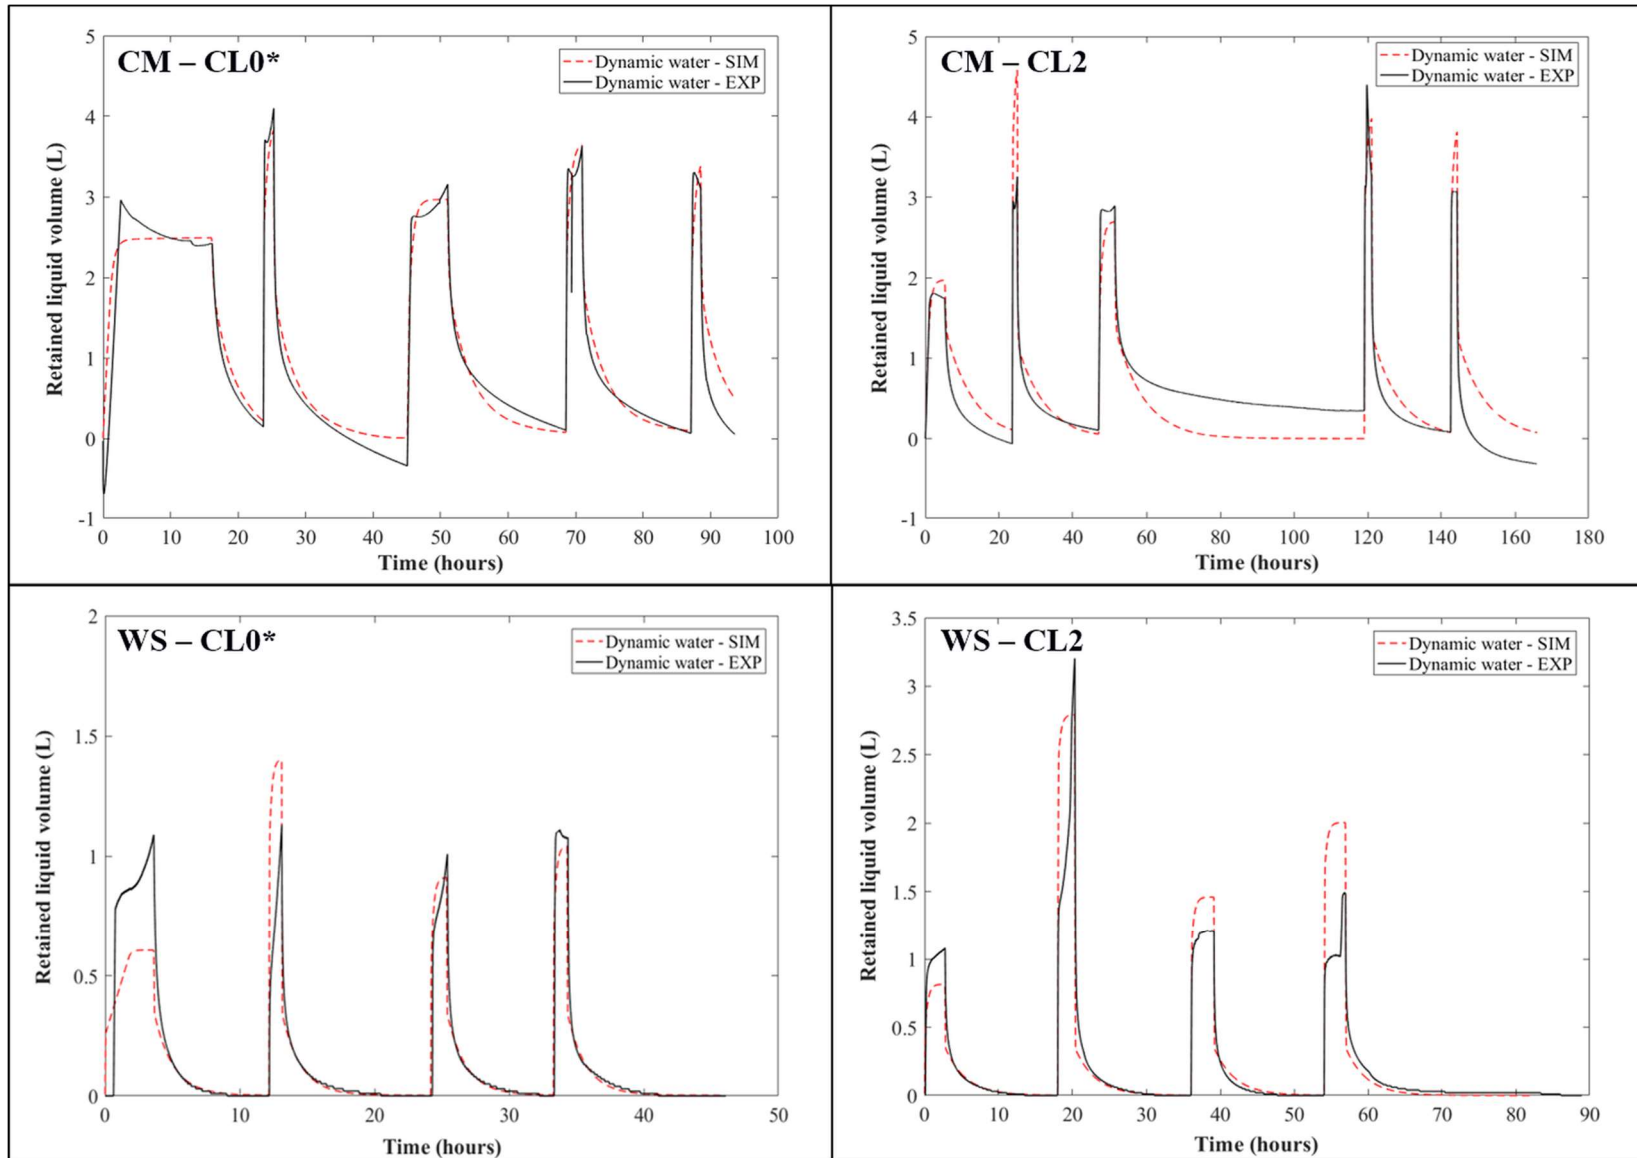 CM – CL0*
Dynamic water - SIM
Dynamic water - EXP
5
4
3
2
1
0
-1
Retained liquid volume (L)
0 10 20 30 40 50 60 70 80 90 100
Time (hours)
CM – CL2
Dynamic water - SIM
Dynamic water - EXP
5
4
3
2
1
0
-1
Retained liquid volume (L)
0 20 40 60 80 100 120 140 160 180
Time (hours)
WS – CL0*
Dynamic water - SIM
Dynamic water - EXP
2
1.5
1
0.5
0
Retained liquid volume (L)
0 10 20 30 40 50
Time (hours)
WS – CL2
Dynamic water - SIM
Dynamic water - EXP
3.5
3
2.5
2
1.5
1
0.5
0
Retained liquid volume (L)
0 10 20 30 40 50 60 70 80 90
Time (hours)